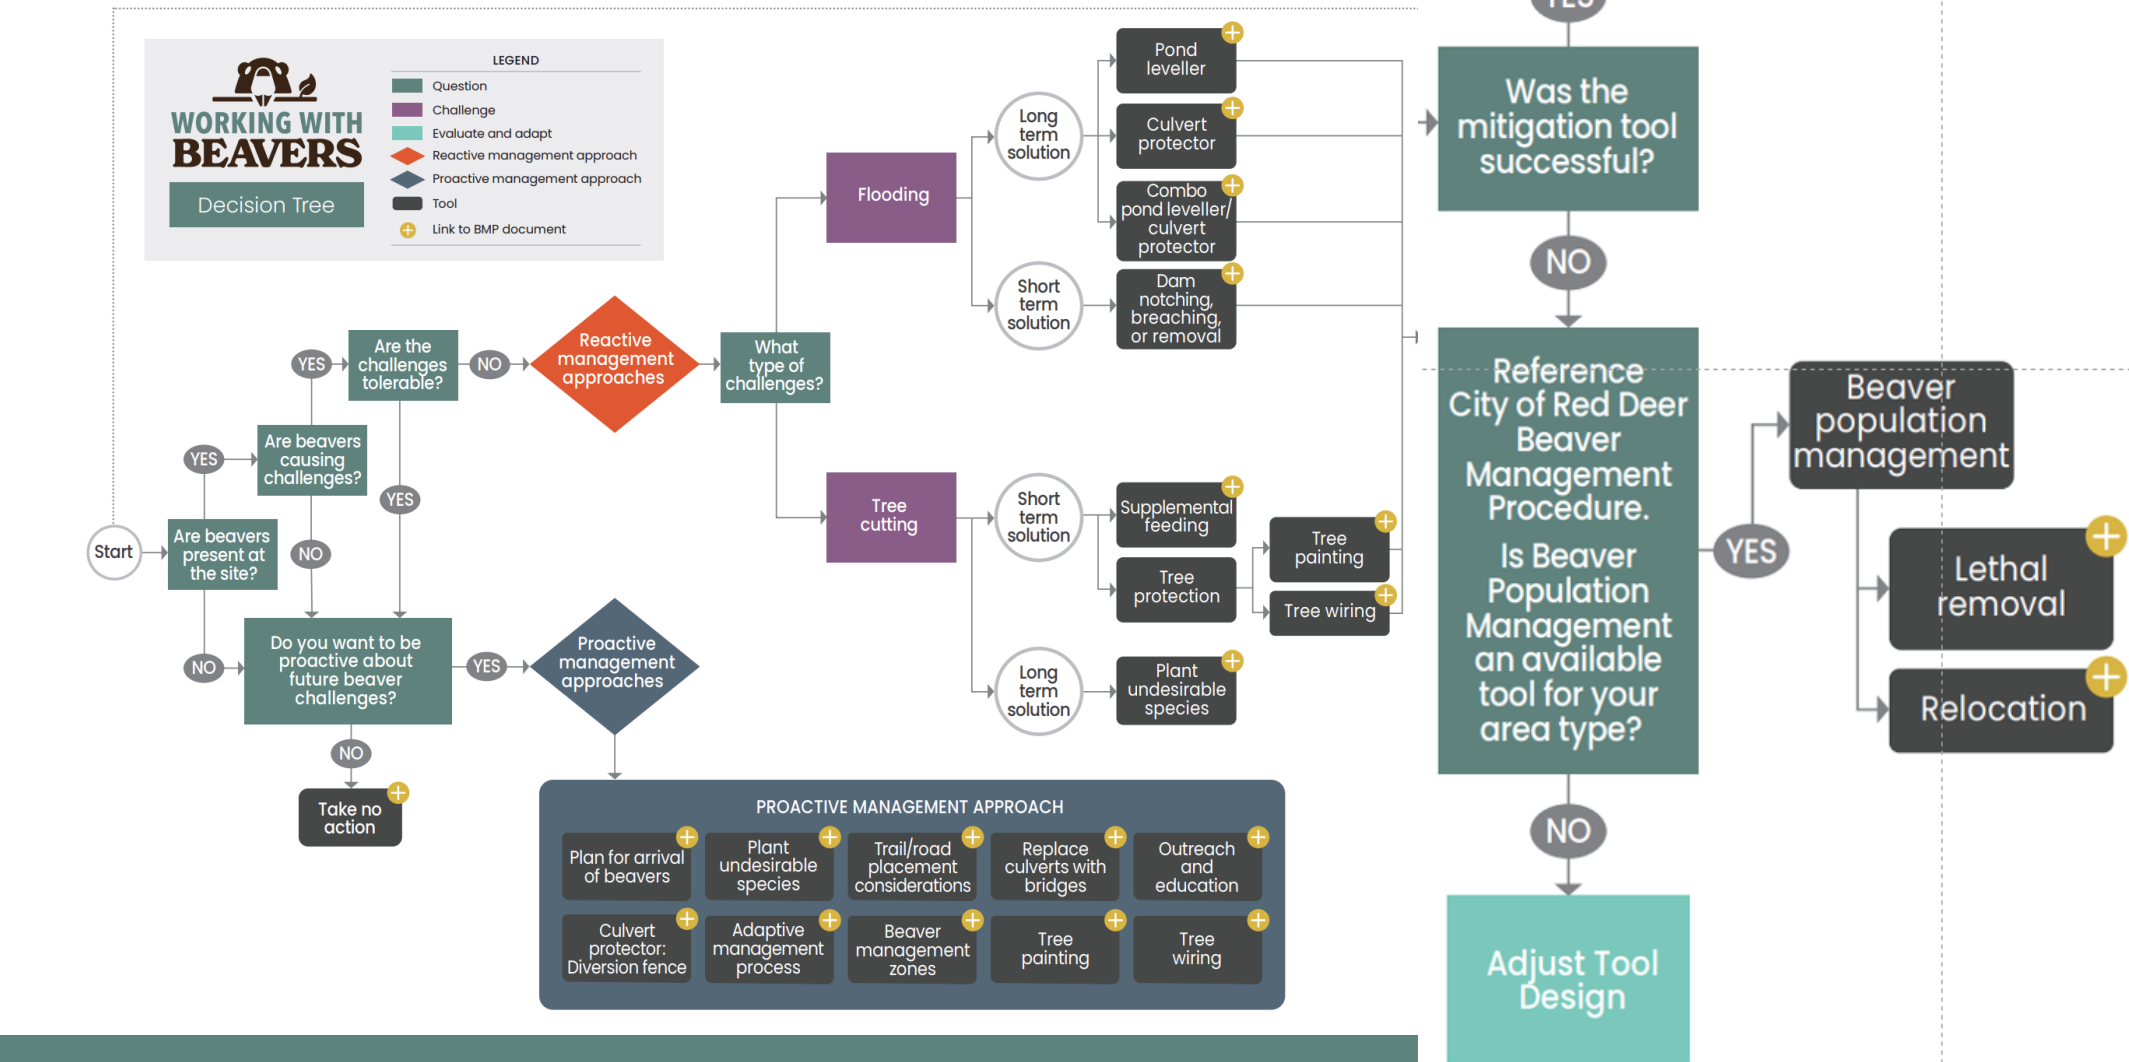 WORKING WITH
BEAVERS
Decision Tree
LEGEND
Question
Challenge
Evaluate and adapt
Reactive management approach
Proactive management approach
Tool
Link to BMP document
Start
Are beavers
present at
the site?
YES
NO
Are beavers
causing
challenges?
YES
NO
Are the
challenges
tolerable?
NO
YES
Do you want to be
proactive about
future beaver
challenges?
YES
NO
Take no
action
Reactive
management
approaches
What
type of
challenges?
Flooding
Long
term
solution
Pond
leveller
Culvert
protector
Combo
pond leveller/
culvert
protector
Short
term
solution
Dam
notching,
breaching,
or removal
Tree
cutting
Short
term
solution
Supplemental
feeding
Tree
protection
Tree
painting
Tree wiring
Long
term
solution
Plant
undesirable
species
Proactive
management
approaches
PROACTIVE MANAGEMENT APPROACH
Plan for arrival
of beavers
Plant
undesirable
species
Trail/road
placement
considerations
Replace
culverts with
bridges
Outreach
and
education
Culvert
protector:
Diversion fence
Adaptive
management
process
Beaver
management
zones
Tree
painting
Tree
wiring
YES
Was the
mitigation tool
successful?
NO
Reference
City of Red Deer
Beaver
Management
Procedure.
Is Beaver
Population
Management
an available
tool for your
area type?
YES
Beaver
population
management
Lethal
removal
Relocation
NO
Adjust Tool
Design